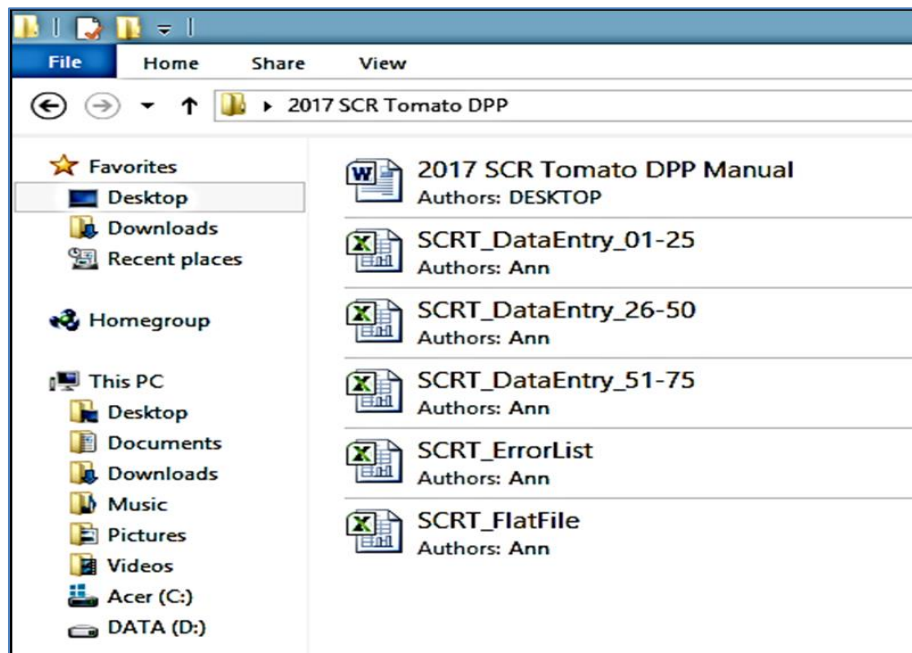 File Home Share View
2017 SCR Tomato DPP
Favorites
Desktop
Downloads
Recent places
Homegroup
This PC
Desktop
Documents
Downloads
Music
Pictures
Videos
Acer (C:)
DATA (D:)
2017 SCR Tomato DPP Manual
Authors: DESKTOP
SCRT_DataEntry_01-25
Authors: Ann
SCRT_DataEntry_26-50
Authors: Ann
SCRT_DataEntry_51-75
Authors: Ann
SCRT_ErrorList
Authors: Ann
SCRT_FlatFile
Authors: Ann